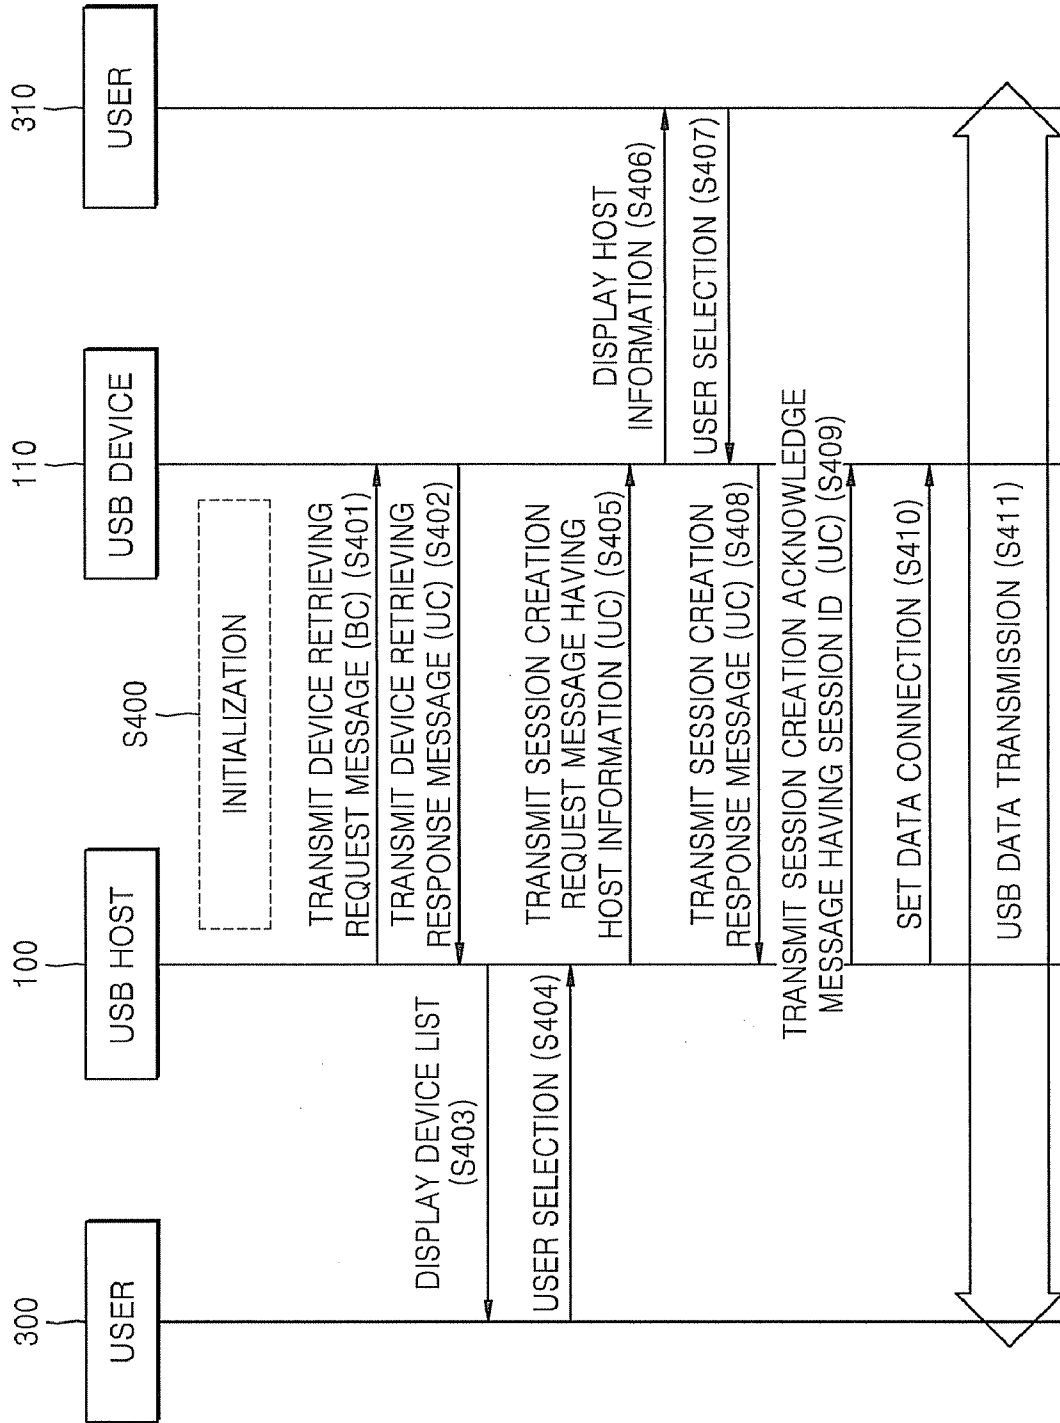 300
100
110
310
USER
USB HOST
USB DEVICE
USER
S400
INITIALIZATION
TRANSMIT DEVICE RETRIEVING
REQUEST MESSAGE (BC) (S401)
TRANSMIT DEVICE RETRIEVING
RESPONSE MESSAGE (UC) (S402)
DISPLAY DEVICE LIST
(S403)
USER SELECTION (S404)
TRANSMIT SESSION CREATION
REQUEST MESSAGE HAVING
HOST INFORMATION (UC) (S405)
DISPLAY HOST
INFORMATION (S406)
USER SELECTION (S407)
TRANSMIT SESSION CREATION
RESPONSE MESSAGE (UC) (S408)
TRANSMIT SESSION CREATION ACKNOWLEDGE
MESSAGE HAVING SESSION ID (UC) (S409)
SET DATA CONNECTION (S410)
USB DATA TRANSMISSION (S411)